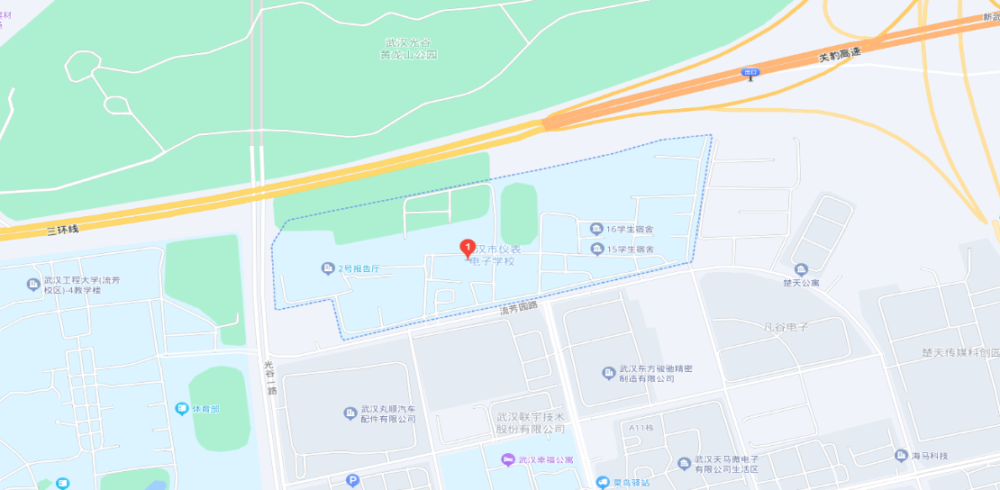 武汉光谷
黄龙山公园
关豹高速
新武
出口
三环线
16学生宿舍
15学生宿舍
1
汉市仪表
电子学校
2号报告厅
武汉工程大学(流芳
校区)-4教学楼
楚天公寓
流芳园路
凡谷电子
楚天传媒科创园
光谷一路
武汉东方骏驰精密
制造有限公司
体育部
武汉丸顺汽车
配件有限公司
武汉联宇技术
股份有限公司
A11栋
武汉幸福公寓
武汉天马微电子
有限公司生活区
海马科技
P
菜鸟驿站